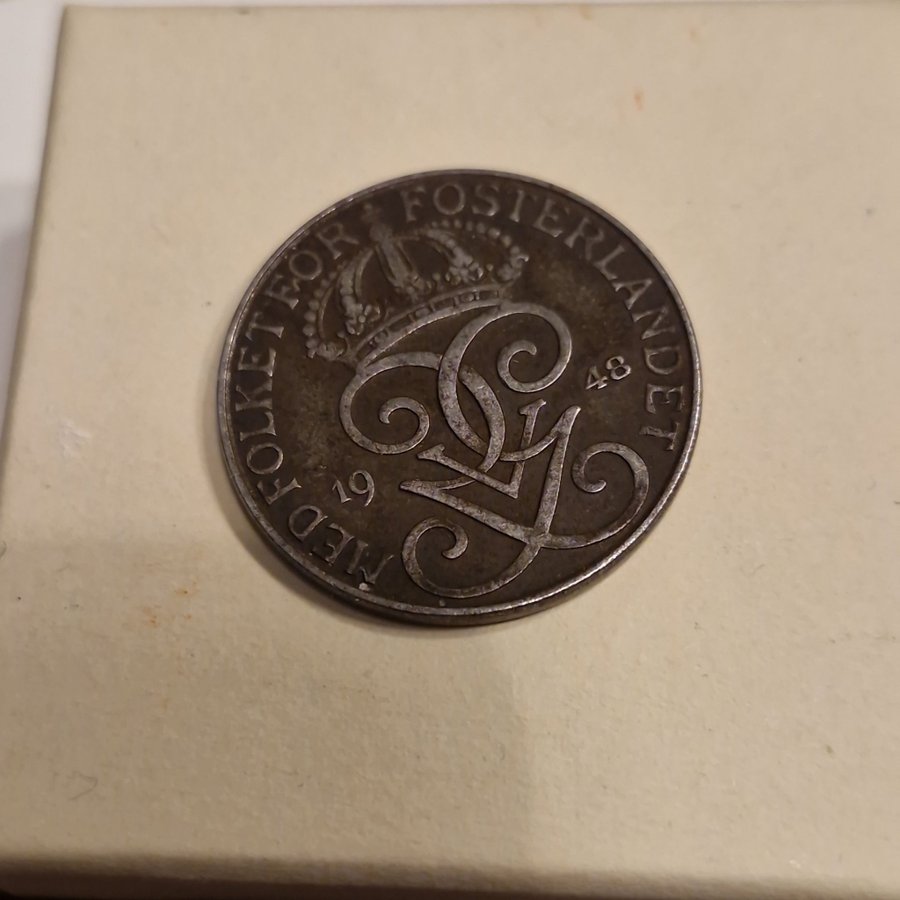 MED FOLKET FÖR FOSTERLANDET
19 48